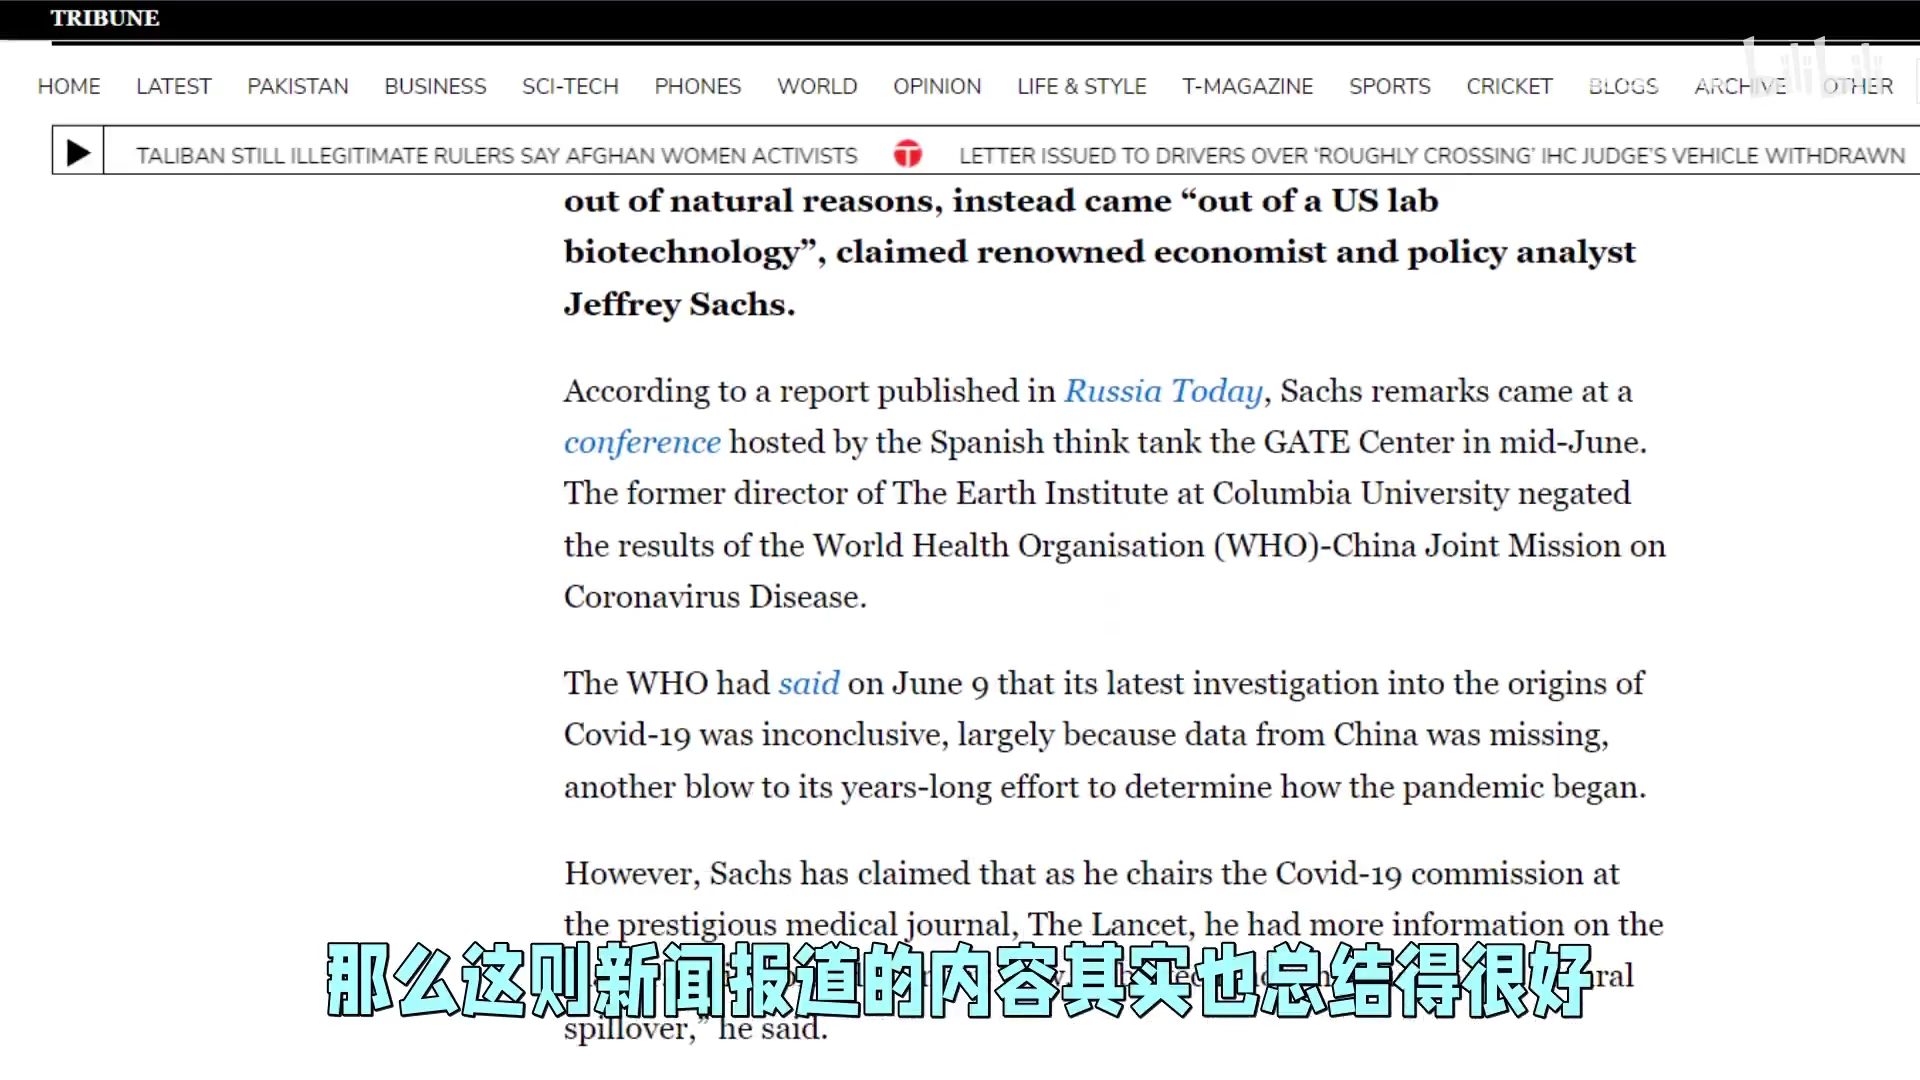 TRIBUNE
bilibili
HOME LATEST PAKISTAN BUSINESS SCI-TECH PHONES WORLD OPINION LIFE & STYLE T-MAGAZINE SPORTS CRICKET BLOGS ARCHIVE OTHER
TALIBAN STILL ILLEGITIMATE RULERS SAY AFGHAN WOMEN ACTIVISTS T LETTER ISSUED TO DRIVERS OVER ‘ROUGHLY CROSSING’ IHC JUDGE’S VEHICLE WITHDRAWN
out of natural reasons, instead came “out of a US lab
biotechnology”, claimed renowned economist and policy analyst
Jeffrey Sachs.
According to a report published in Russia Today, Sachs remarks came at a
conference hosted by the Spanish think tank the GATE Center in mid-June.
The former director of The Earth Institute at Columbia University negated
the results of the World Health Organisation (WHO)-China Joint Mission on
Coronavirus Disease.
The WHO had said on June 9 that its latest investigation into the origins of
Covid-19 was inconclusive, largely because data from China was missing,
another blow to its years-long effort to determine how the pandemic began.
However, Sachs has claimed that as he chairs the Covid-19 commission at
the prestigious medical journal, The Lancet, he had more information on the
那么这则新闻报道的内容其实也总结得很好
spillover,” he said.